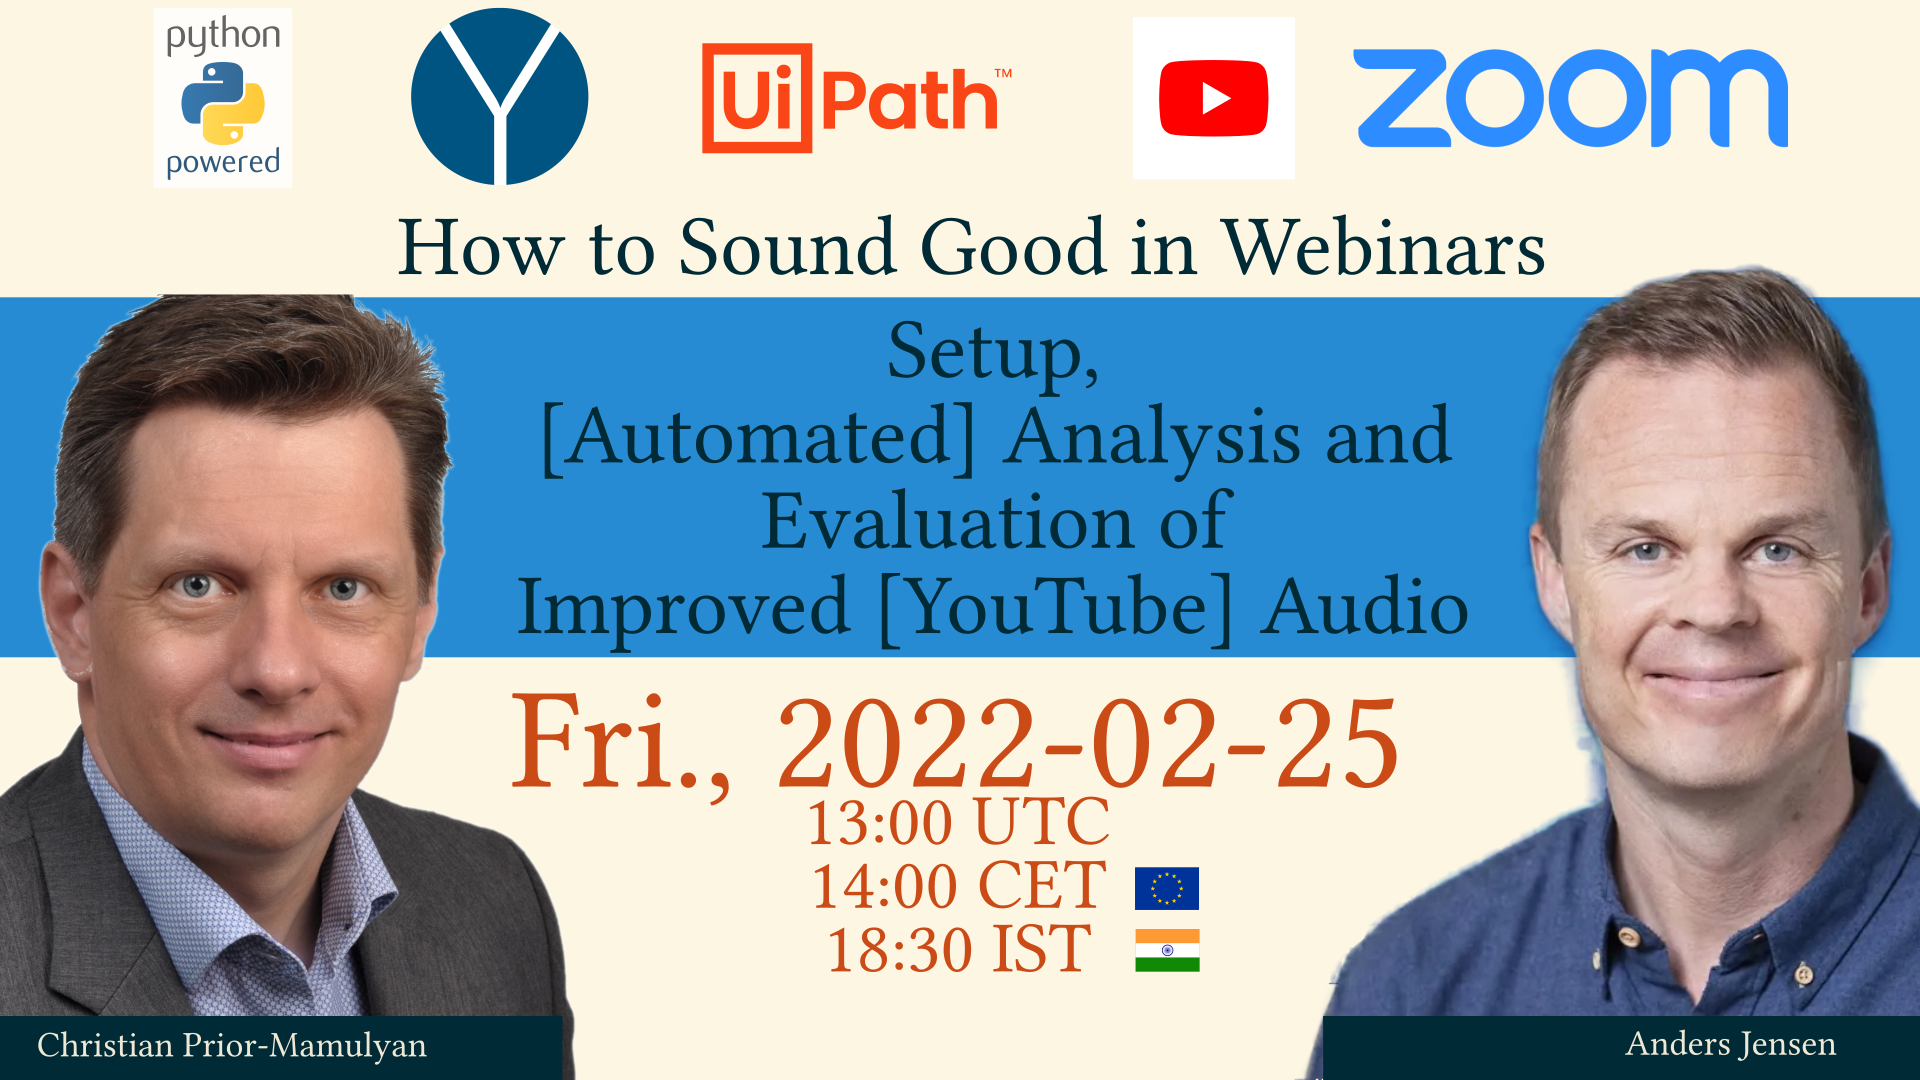 python
powered
UiPath™
zoom
How to Sound Good in Webinars
Setup,
[Automated] Analysis and
Evaluation of
Improved [YouTube] Audio
Fri., 2022-02-25
13:00 UTC
14:00 CET
18:30 IST
Christian Prior-Mamulyan
Anders Jensen